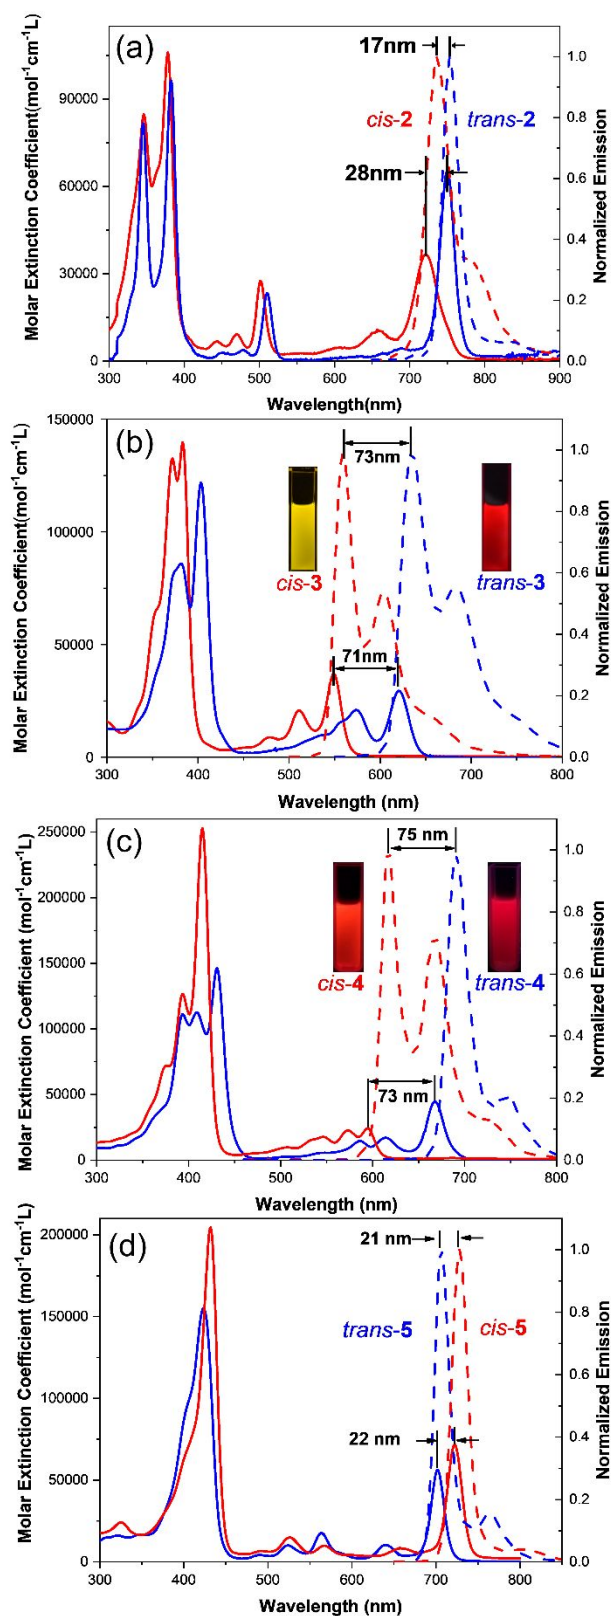 (a)
17nm
cis-2
trans-2
28nm
Molar Extinction Coefficient(mol-1cm-1L)
90000
60000
30000
0
1.0
0.8
0.6
0.4
0.2
0.0
Normalized Emission
300 400 500 600 700 800 900
Wavelength(nm)
(b)
73nm
cis-3
trans-3
71nm
Molar Extinction Coefficient(mol-1cm-1L)
150000
100000
50000
0
1.0
0.8
0.6
0.4
0.2
0.0
Normalized Emission
300 400 500 600 700 800
Wavelength (nm)
(c)
75 nm
cis-4
trans-4
73 nm
Molar Extinction Coefficient (mol-1cm-1L)
250000
200000
150000
100000
50000
0
1.0
0.8
0.6
0.4
0.2
0.0
Normalized Emission
300 400 500 600 700 800
Wavelength (nm)
(d)
21 nm
trans-5
cis-5
22 nm
Molar Extinction Coefficient (mol-1cm-1L)
200000
150000
100000
50000
0
1.0
0.8
0.6
0.4
0.2
0.0
Normalized Emission
300 400 500 600 700 800
Wavelength (nm)